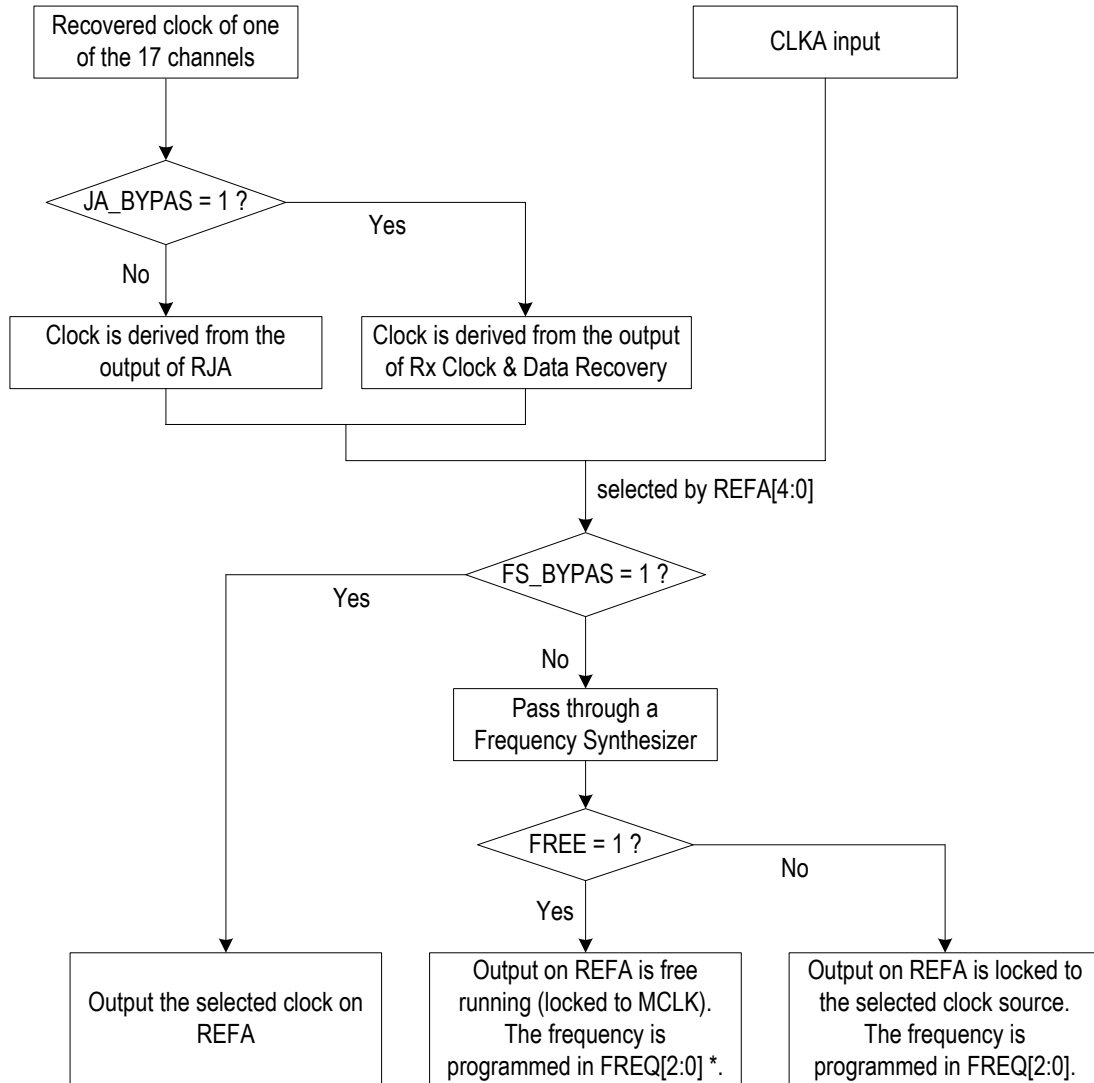 Recovered clock of one
of the 17 channels
CLKA input
JA_BYPAS = 1 ?
Yes
No
Clock is derived from the
output of RJA
Clock is derived from the output
of Rx Clock & Data Recovery
selected by REFA[4:0]
FS_BYPAS = 1 ?
Yes
No
Pass through a
Frequency Synthesizer
FREE = 1 ?
No
Yes
Output the selected clock on
REFA
Output on REFA is free
running (locked to MCLK).
The frequency is
programmed in FREQ[2:0] *.
Output on REFA is locked to
the selected clock source.
The frequency is
programmed in FREQ[2:0].